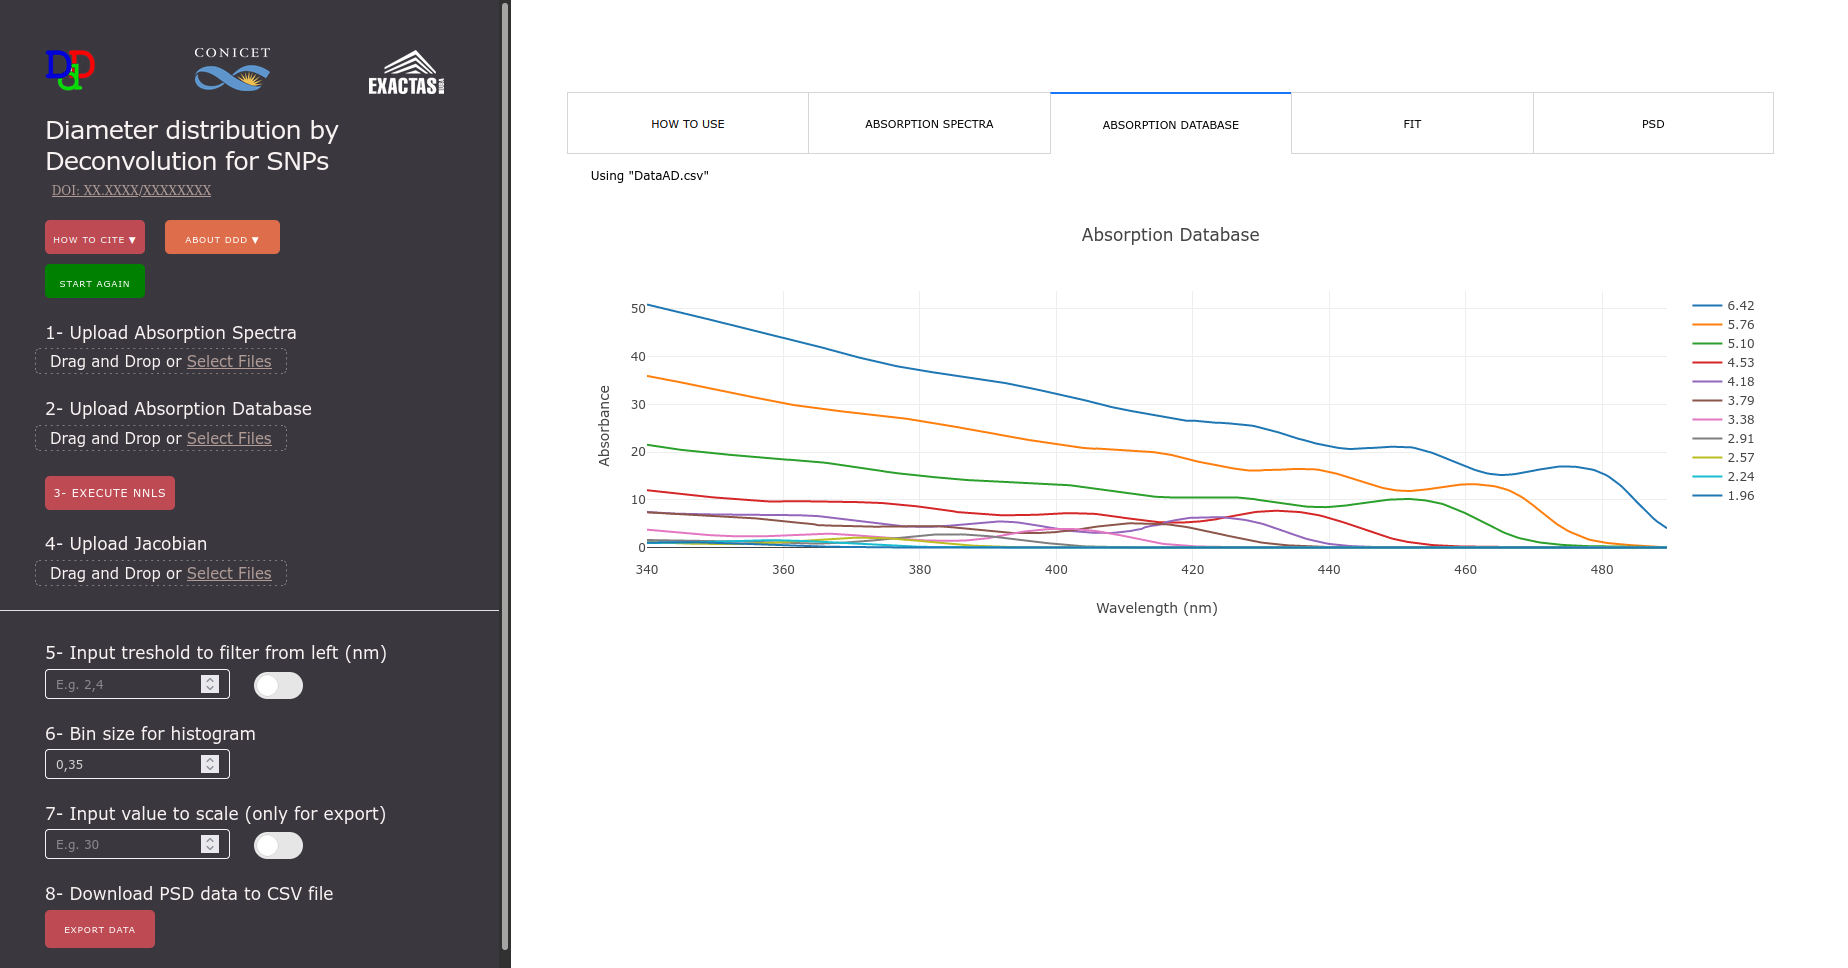 DDd
CONICET
EXACTAS UBA
Diameter distribution by
Deconvolution for SNPs
DOI: XX.XXXX/XXXXXXXX
HOW TO CITE ▼
ABOUT DDD ▼
START AGAIN
1- Upload Absorption Spectra
Drag and Drop or Select Files
2- Upload Absorption Database
Drag and Drop or Select Files
3- EXECUTE NNLS
4- Upload Jacobian
Drag and Drop or Select Files
5- Input treshold to filter from left (nm)
E.g. 2,4
6- Bin size for histogram
0,35
7- Input value to scale (only for export)
E.g. 30
8- Download PSD data to CSV file
EXPORT DATA
HOW TO USE
ABSORPTION SPECTRA
ABSORPTION DATABASE
FIT
PSD
Using "DataAD.csv"
Absorption Database
Absorbance
50
40
30
20
10
0
340
360
380
400
420
440
460
480
Wavelength (nm)
6.42
5.76
5.10
4.53
4.18
3.79
3.38
2.91
2.57
2.24
1.96